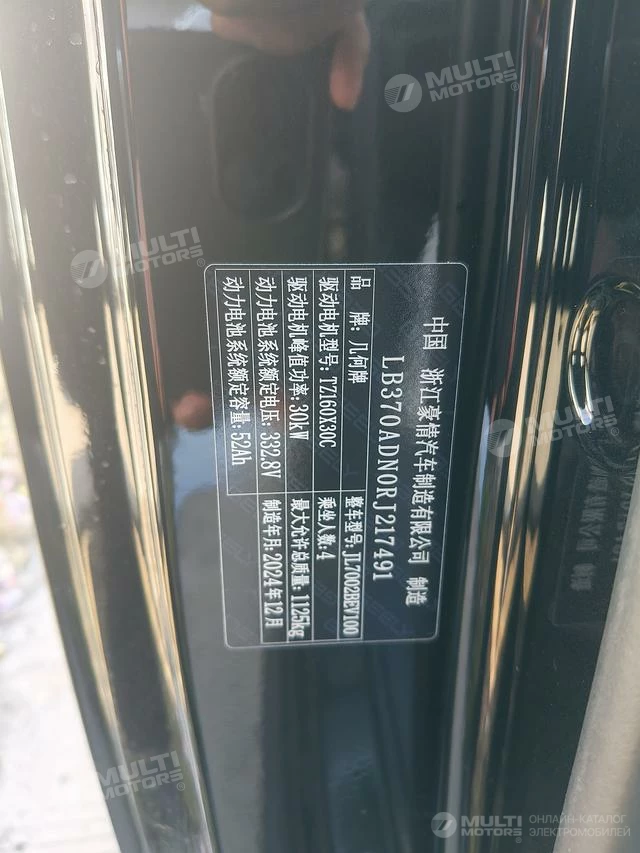 中国 浙江豪情汽车制造有限公司 制造
LB370ADN0RJ217491
品 牌：几何牌 整车型号：JL7002BEV100
驱动电机型号：TZ160X30C 乘坐人数：4
驱动电机峰值功率：30kW 最大允许总质量：1125kg
动力电池系统额定电压：332.8V 制造年月：2024年12月
动力电池系统额定容量：52Ah
MULTI
MOTORS®
MULTI
MOTORS®
MULTI
MOTORS®
MULTI
MOTORS®
MULTI
MOTORS®
ОНЛАЙН-КАТАЛОГ
ЭЛЕКТРОМОБИЛЕЙ